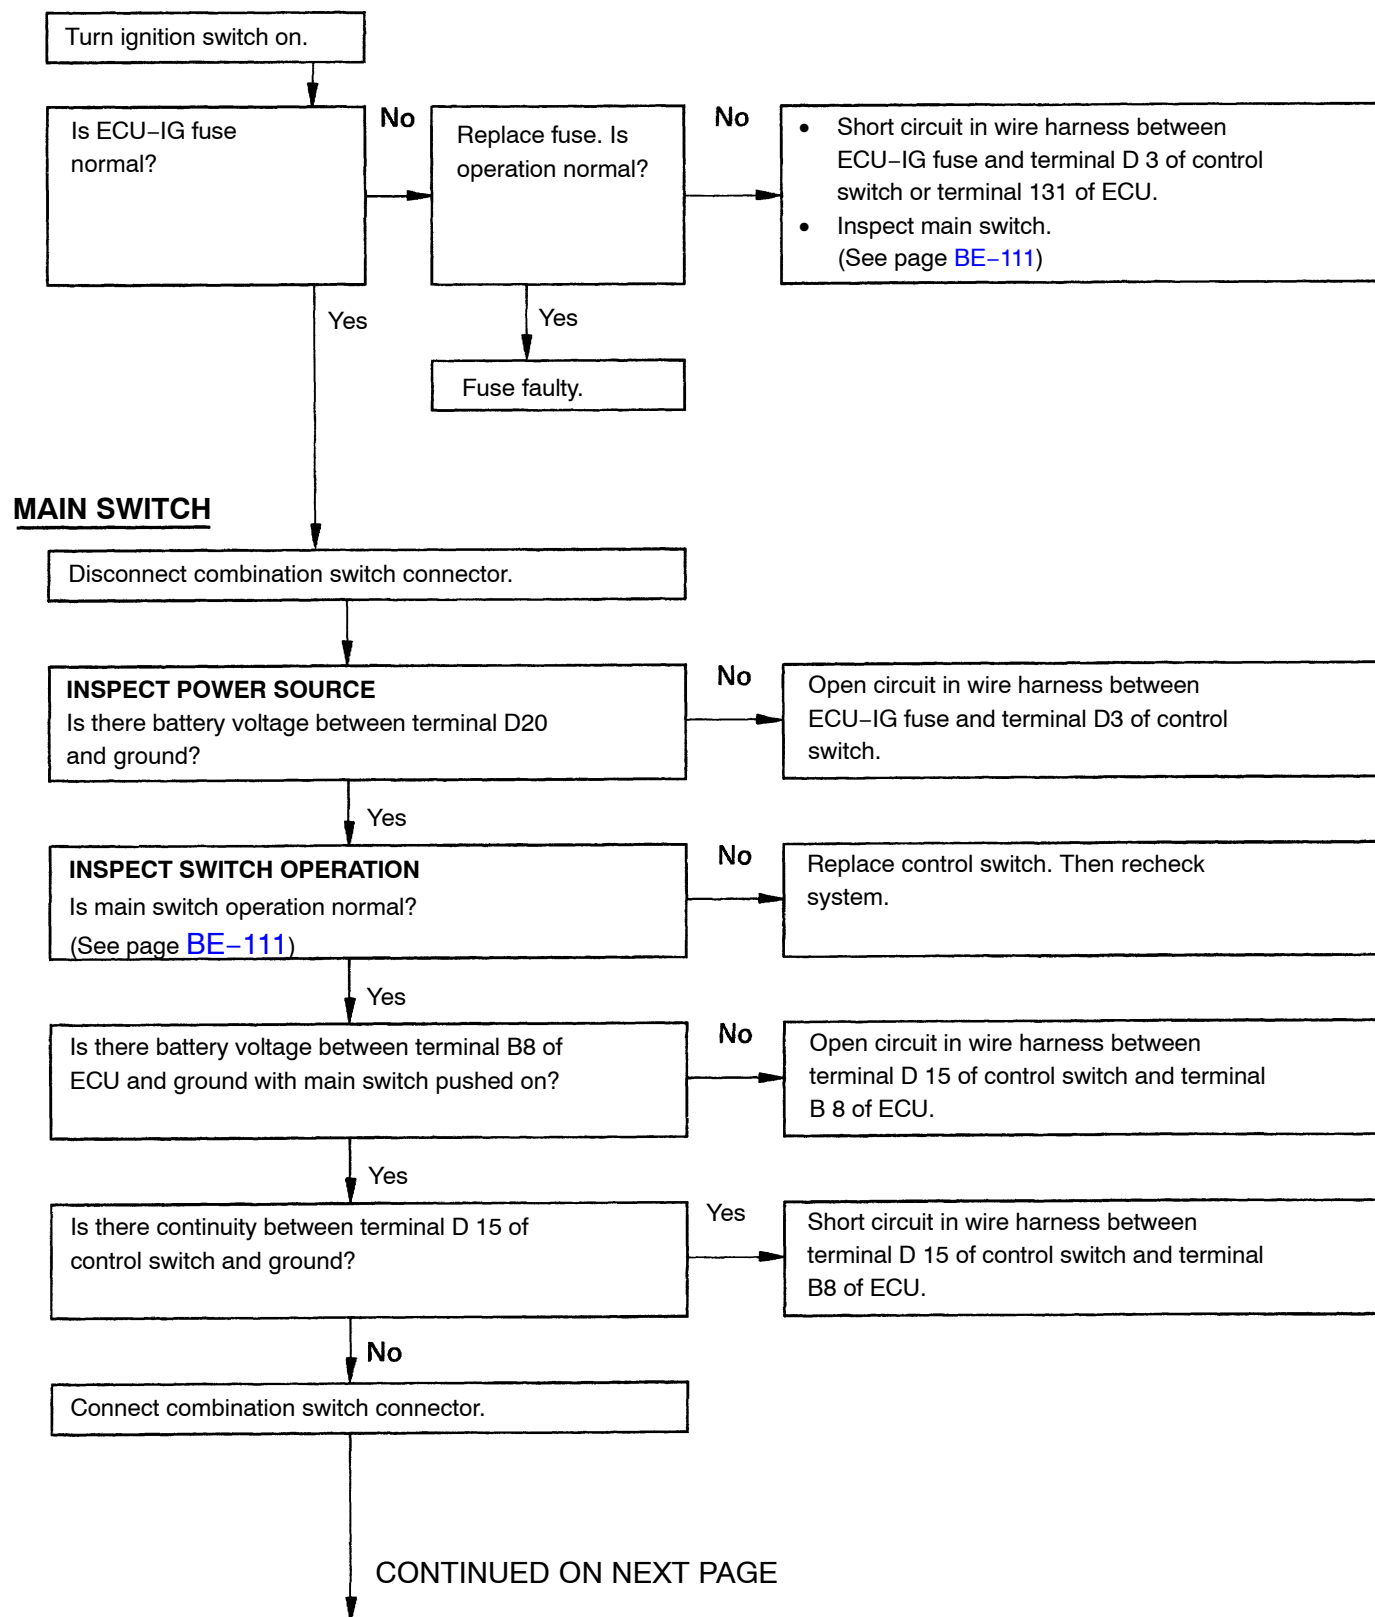 Turn ignition switch on.
Is ECU–IG fuse
normal?
No
Replace fuse. Is
operation normal?
No
• Short circuit in wire harness between
ECU–IG fuse and terminal D 3 of control
switch or terminal 131 of ECU.
• Inspect main switch.
(See page BE–111)
Yes
Yes
Fuse faulty.
MAIN SWITCH
Disconnect combination switch connector.
INSPECT POWER SOURCE
Is there battery voltage between terminal D20
and ground?
No
Open circuit in wire harness between
ECU–IG fuse and terminal D3 of control
switch.
Yes
INSPECT SWITCH OPERATION
Is main switch operation normal?
(See page BE–111)
No
Replace control switch. Then recheck
system.
Yes
Is there battery voltage between terminal B8 of
ECU and ground with main switch pushed on?
No
Open circuit in wire harness between
terminal D 15 of control switch and terminal
B 8 of ECU.
Yes
Is there continuity between terminal D 15 of
control switch and ground?
Yes
Short circuit in wire harness between
terminal D 15 of control switch and terminal
B8 of ECU.
No
Connect combination switch connector.
CONTINUED ON NEXT PAGE